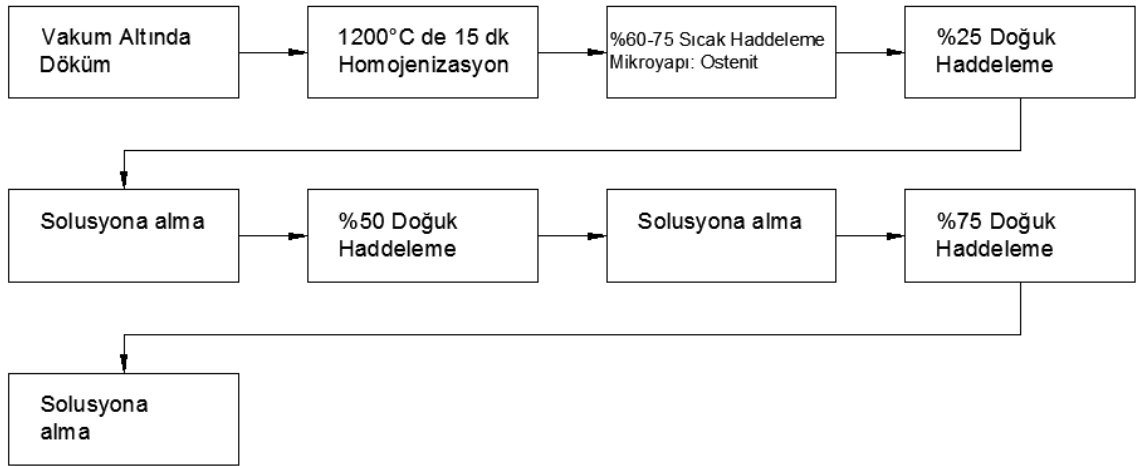 Vakum Altında
Döküm
1200°C de 15 dk
Homojenizasyon
%60-75 Sıcak Haddeleme
Mikroyapı: Ostenit
%25 Doğuk
Haddeleme
Solusyona alma
%50 Doğuk
Haddeleme
Solusyona alma
%75 Doğuk
Haddeleme
Solusyona
alma